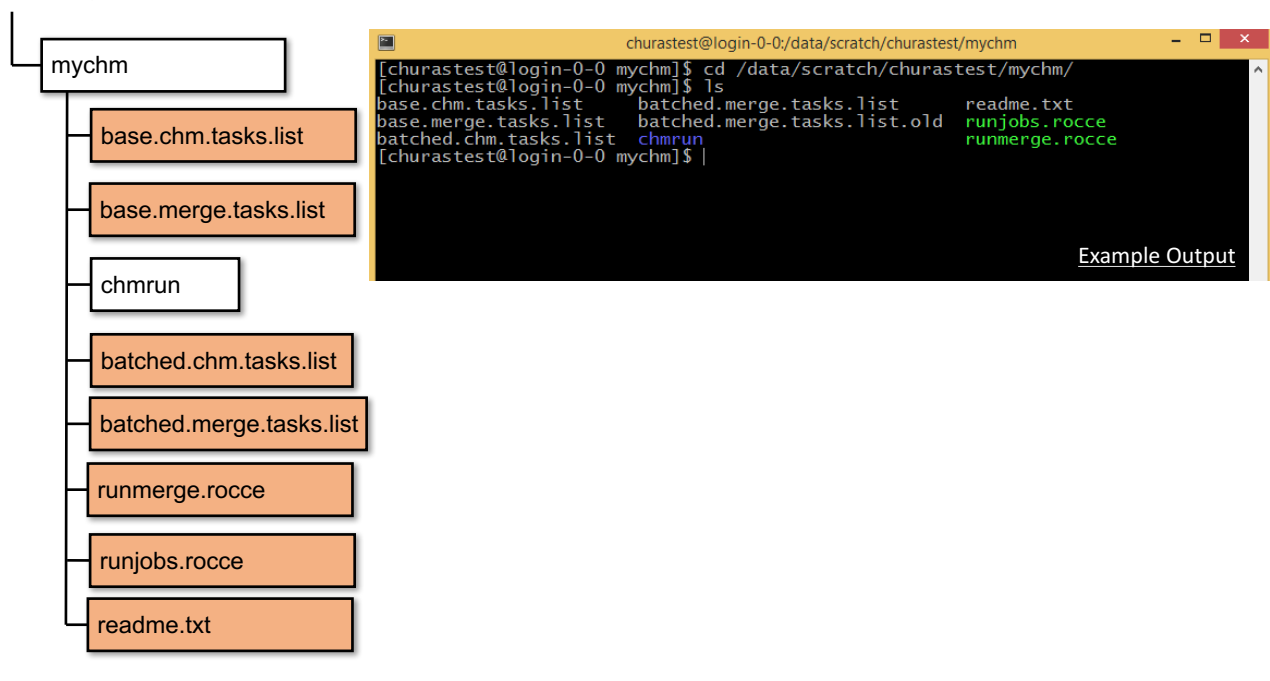 mychm
base.chm.tasks.list
base.merge.tasks.list
chmrun
batched.chm.tasks.list
batched.merge.tasks.list
runmerge.rocce
runjobs.rocce
readme.txt
churastest@login-0-0:/data/scratch/churastest/mychm
[churastest@login-0-0 mychm]$ cd /data/scratch/churastest/mychm/
[churastest@login-0-0 mychm]$ ls
base.chm.tasks.list batched.merge.tasks.list readme.txt
base.merge.tasks.list batched.merge.tasks.list.old runjobs.rocce
batched.chm.tasks.list chmrun runmerge.rocce
[churastest@login-0-0 mychm]$
Example Output